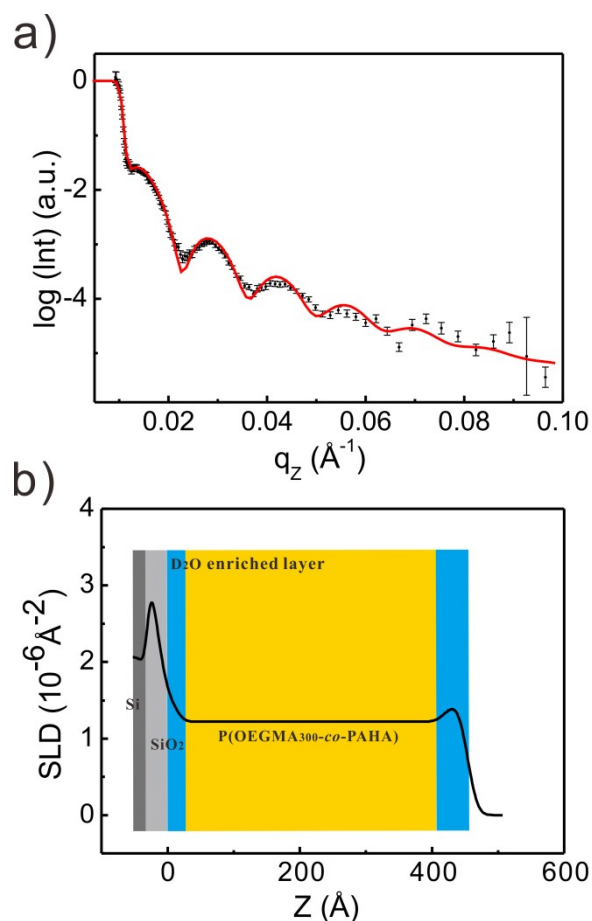 a)
0
-2
-4
log (Int) (a.u.)
0.02 0.04 0.06 0.08 0.10
q_Z (Å^-1)
b)
4
3
2
1
0
SLD (10^-6 Å^-2)
D2O enriched layer
Si
SiO2
P(OEGMA300-co-PAHA)
0 200 400 600
Z (Å)